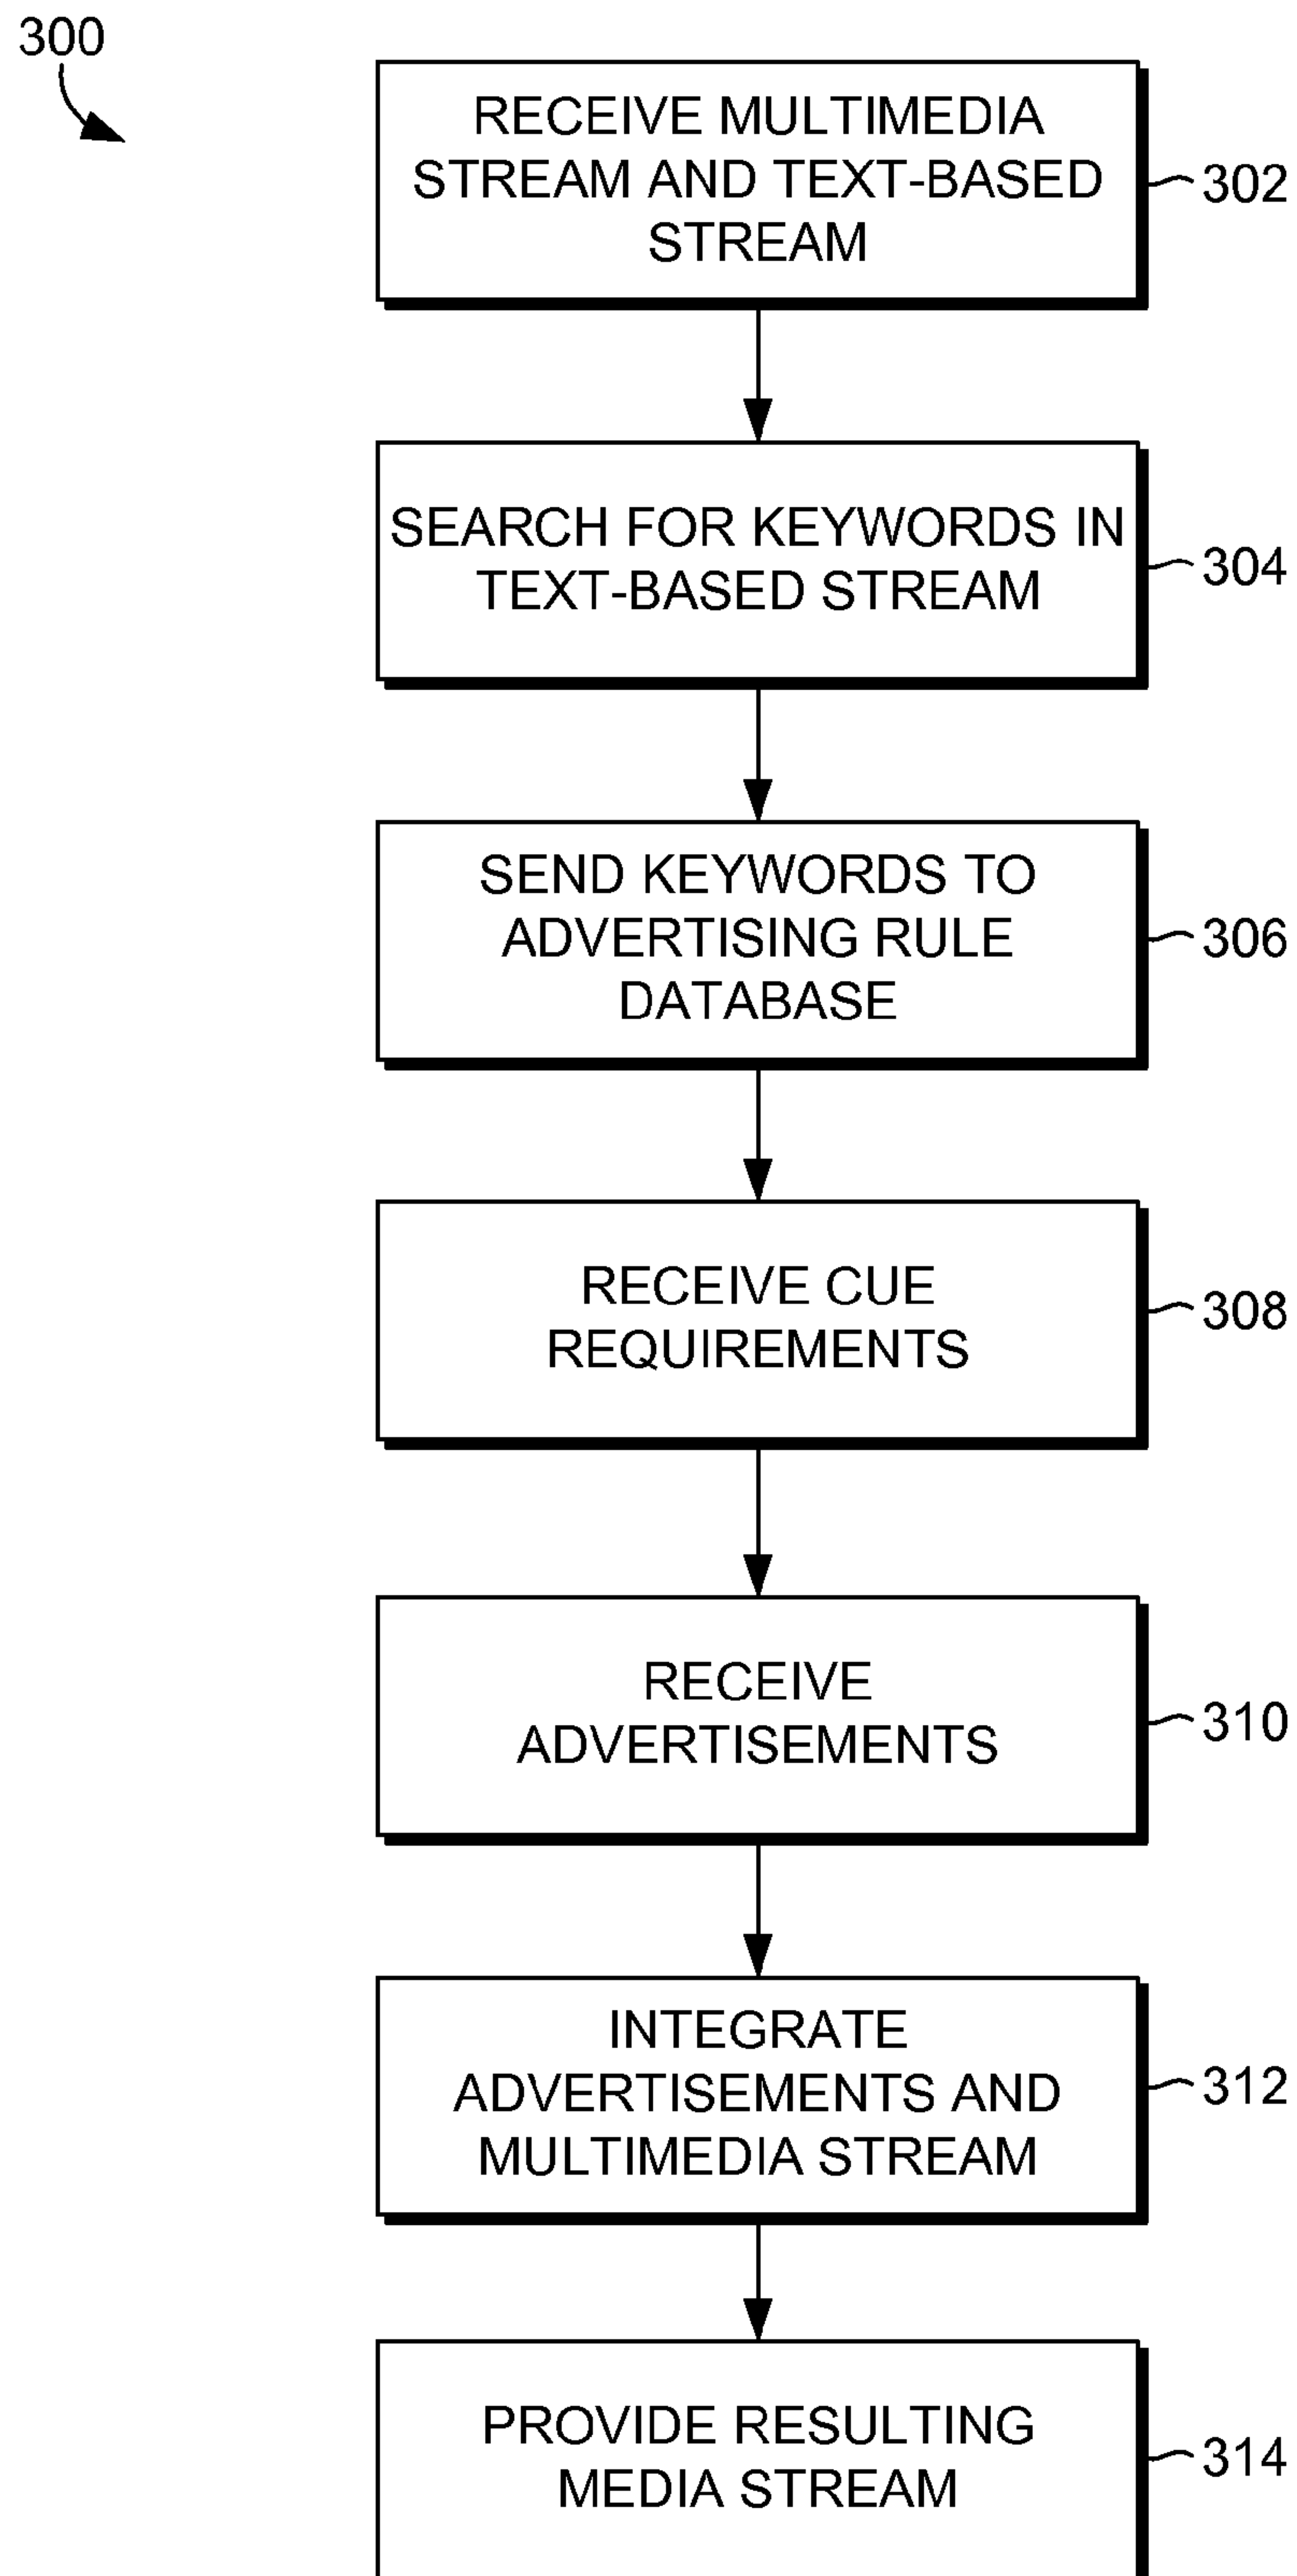 300
RECEIVE MULTIMEDIA
STREAM AND TEXT-BASED
STREAM
302
SEARCH FOR KEYWORDS IN
TEXT-BASED STREAM
304
SEND KEYWORDS TO
ADVERTISING RULE
DATABASE
306
RECEIVE CUE
REQUIREMENTS
308
RECEIVE
ADVERTISEMENTS
310
INTEGRATE
ADVERTISEMENTS AND
MULTIMEDIA STREAM
312
PROVIDE RESULTING
MEDIA STREAM
314